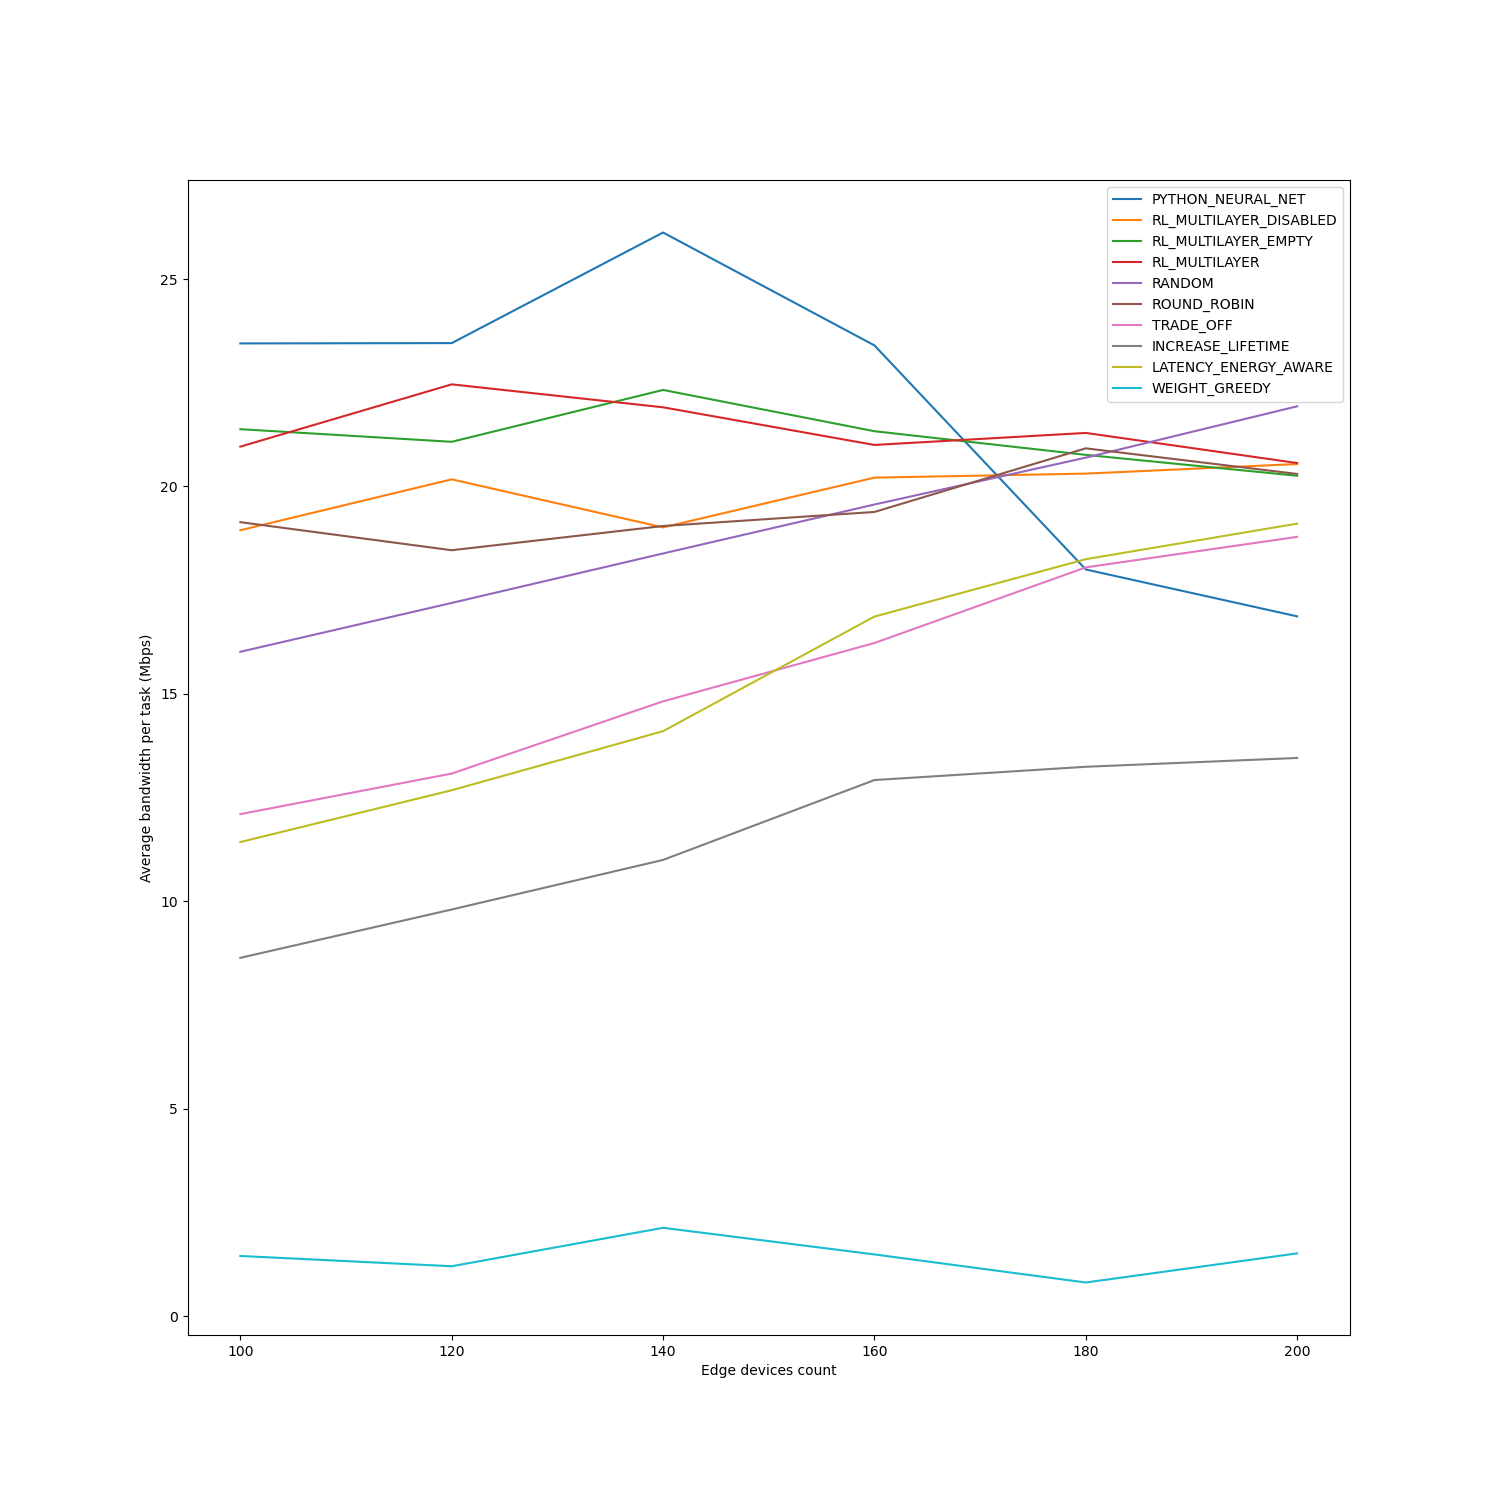 PYTHON_NEURAL_NET
RL_MULTILAYER_DISABLED
RL_MULTILAYER_EMPTY
RL_MULTILAYER
RANDOM
ROUND_ROBIN
TRADE_OFF
INCREASE_LIFETIME
LATENCY_ENERGY_AWARE
WEIGHT_GREEDY
Average bandwidth per task (Mbps)
25
20
15
10
5
0
100 120 140 160 180 200
Edge devices count